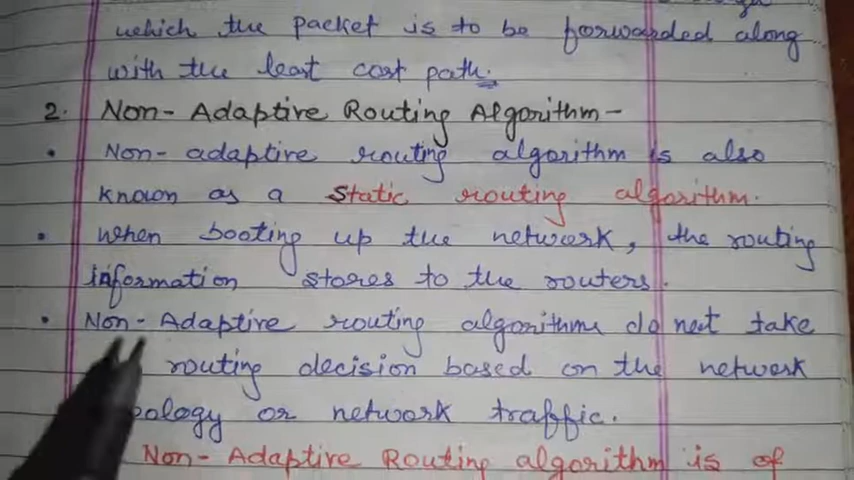 which the packet is to be forwarded along
with the least cost path.
2. Non-Adaptive Routing Algorithm-
• Non-adaptive routing algorithm is also
known as a static routing algorithm.
• when booting up the network, the routing
information stores to the routers.
• Non-Adaptive routing algorithm do not take
routing decision based on the network
pology or network traffic.
Non-Adaptive Routing algorithm is of